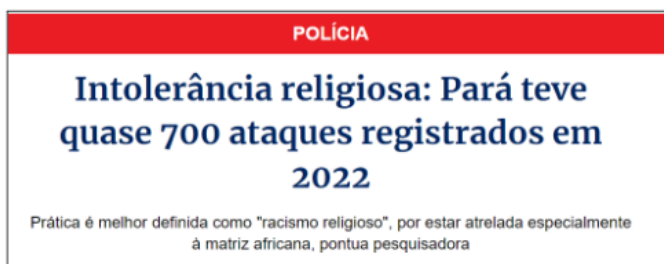 POLÍCIA
Intolerância religiosa: Pará teve
quase 700 ataques registrados em
2022
Prática é melhor definida como "racismo religioso", por estar atrelada especialmente
à matriz africana, pontua pesquisadora